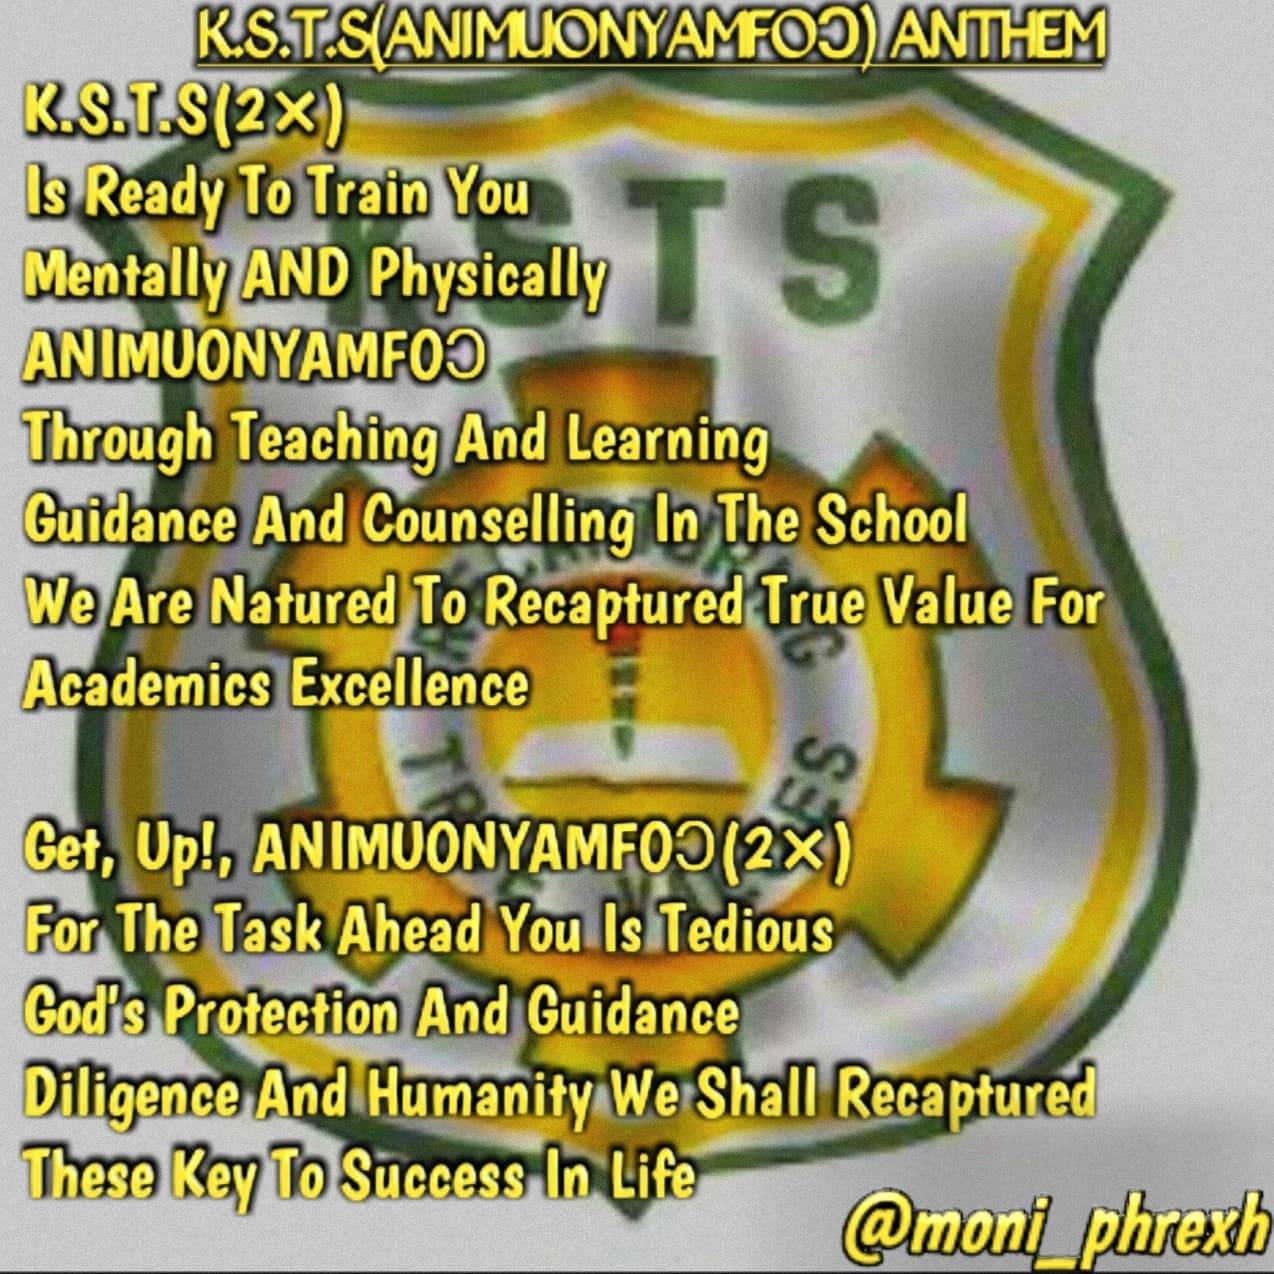 K.S.T.S(ANIMUONYAMFOƆ) ANTHEM
K.S.T.S(2×)
Is Ready To Train You
Mentally AND Physically
ANIMUONYAMFOƆ
Through Teaching And Learning
Guidance And Counselling In The School
We Are Natured To Recaptured True Value For
Academics Excellence
Get, Up!, ANIMUONYAMFOƆ(2×)
For The Task Ahead You Is Tedious
God's Protection And Guidance
Diligence And Humanity We Shall Recaptured
These Key To Success In Life
@moni_phrexh
KSTS